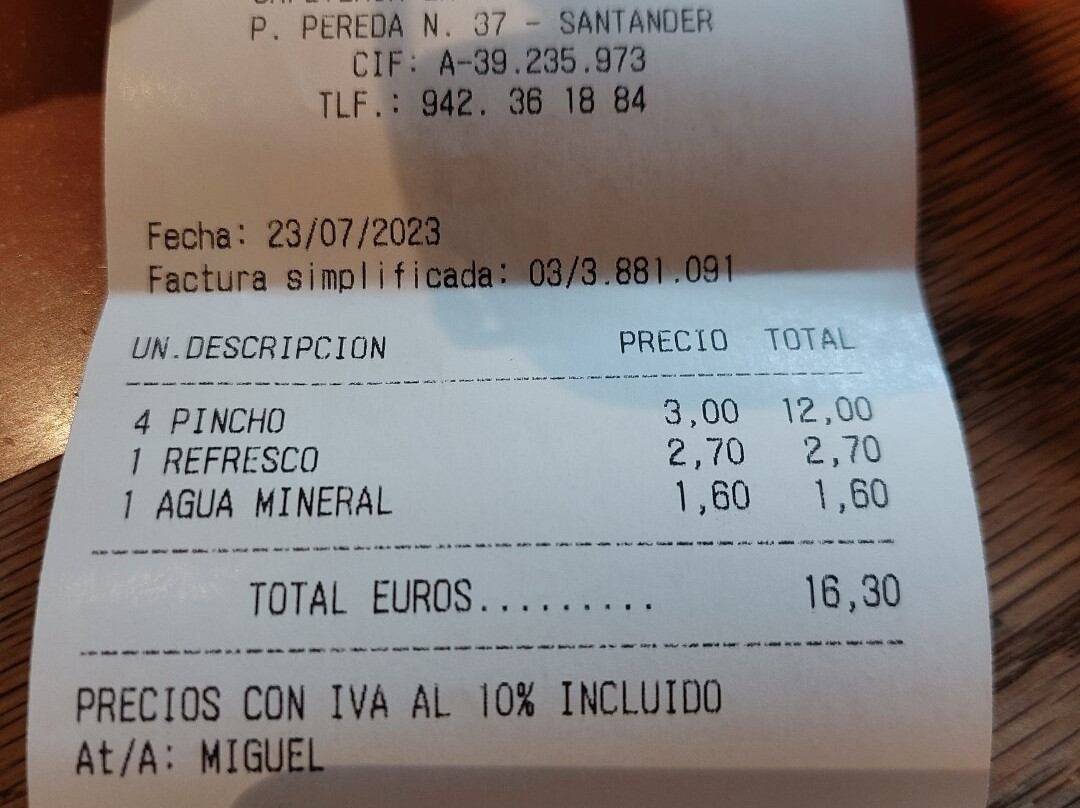 P. PEREDA N. 37 - SANTANDER
CIF: A-39.235.973
TLF.: 942. 36 18 84
Fecha: 23/07/2023
Factura simplificada: 03/3.881.091
UN.DESCRIPCION PRECIO TOTAL
4 PINCHO 3,00 12,00
1 REFRESCO 2,70 2,70
1 AGUA MINERAL 1,60 1,60
TOTAL EUROS......... 16,30
PRECIOS CON IVA AL 10% INCLUIDO
At/A: MIGUEL